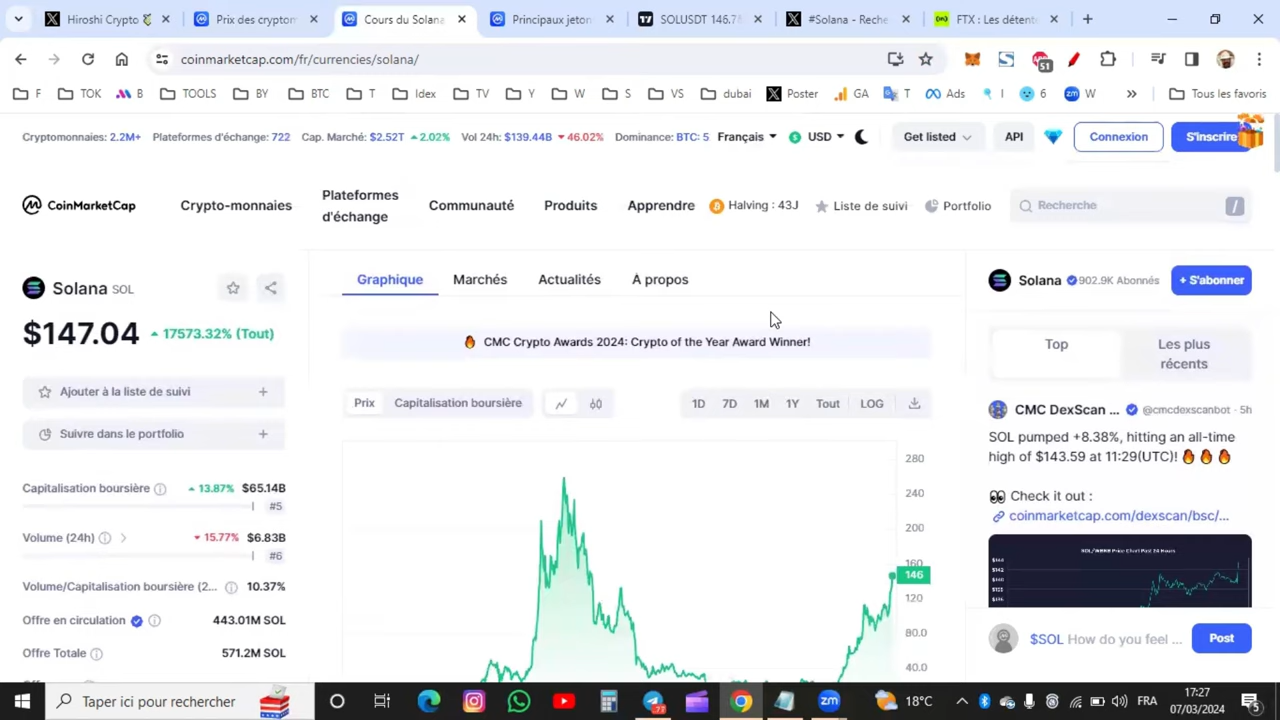 Hiroshi Crypto
Prix des cryptom
Cours du Solana
Principaux jeton
SOLUSDT 146.7
#Solana - Reche
FTX : Les détent
coinmarketcap.com/fr/currencies/solana/
51
F
TOK
B
TOOLS
BY
BTC
T
Idex
TV
Y
W
S
VS
dubai
Poster
GA
T
Ads
I
6
W
Tous les favoris
Cryptomonnaies: 2.2M+ Plateformes d'échange: 722 Cap. Marché: $2.52T 2.02% Vol 24h: $139.44B 46.02% Dominance: BTC: 5 Français USD Get listed API Connexion S'inscrire
CoinMarketCap
Crypto-monnaies
Plateformes
d'échange
Communauté
Produits
Apprendre
Halving : 43J
Liste de suivi
Portfolio
Recherche /
Solana SOL
$147.04 17573.32% (Tout)
Ajouter à la liste de suivi +
Suivre dans le portfolio +
Capitalisation boursière 13.87% $65.14B
#5
Volume (24h) 15.77% $6.83B
#6
Volume/Capitalisation boursière (2... 10.37%
Offre en circulation 443.01M SOL
Offre Totale 571.2M SOL
Graphique Marchés Actualités À propos
CMC Crypto Awards 2024: Crypto of the Year Award Winner!
Prix Capitalisation boursière
1D 7D 1M 1Y Tout LOG
280
240
200
160
146
120
80.0
40.0
Solana 902.9K Abonnés + S'abonner
Top
Les plus
récents
CMC DexScan ... @cmcdexscanbot · 5h
SOL pumped +8.38%, hitting an all-time
high of $143.59 at 11:29(UTC)!
Check it out :
coinmarketcap.com/dexscan/bsc/...
SOL/WBNB Price Chart Past 24 Hours
$SOL How do you feel ... Post
Taper ici pour rechercher
77
zm
18°C
FRA
17:27
07/03/2024
5